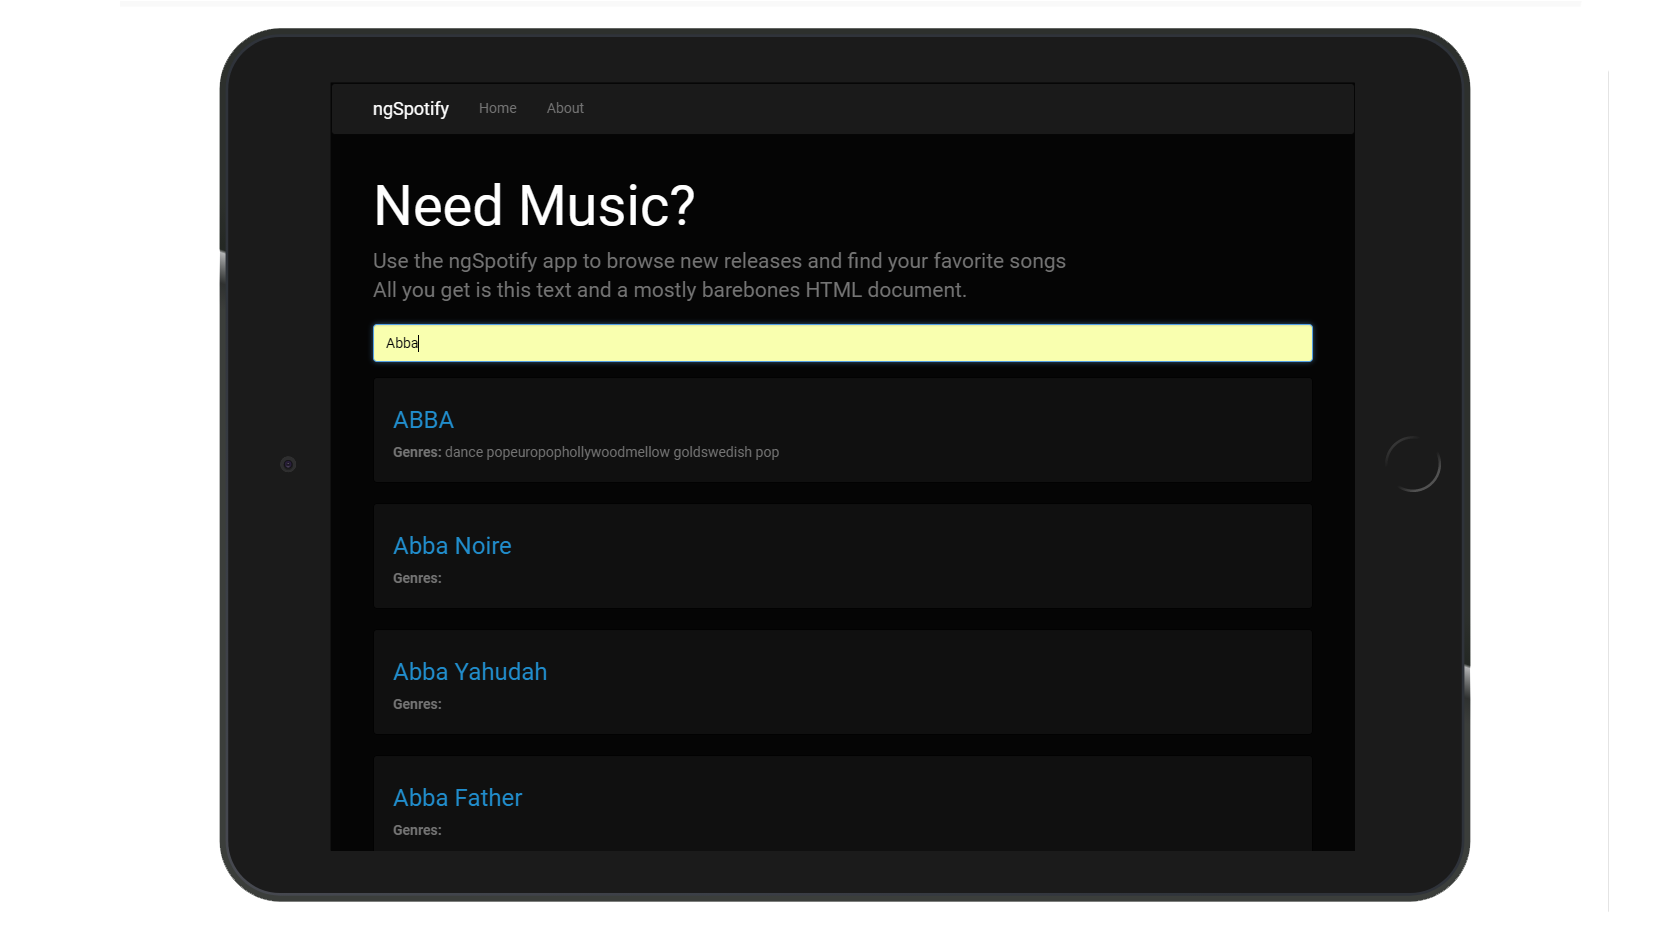 ngSpotify Home About
Need Music?
Use the ngSpotify app to browse new releases and find your favorite songs
All you get is this text and a mostly barebones HTML document.
Abba
ABBA
Genres: dance popeuropophollywoodmellow goldswedish pop
Abba Noire
Genres:
Abba Yahudah
Genres:
Abba Father
Genres: